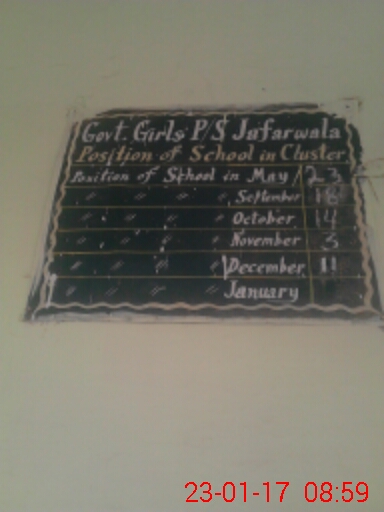 Govt. Girls P/S Jafarwala
Position of School in Cluster
Position of School in May 23
" " " " September 18
" " " " October 14
" " " " November 3
" " " " December 11
" " " " January
23-01-17 08:59